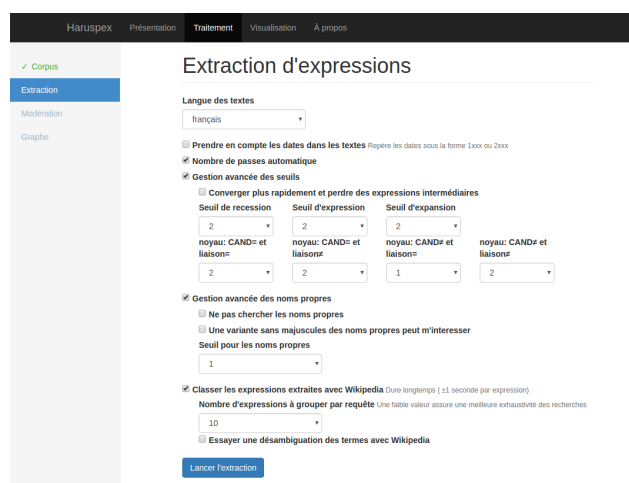 Haruspex Présentation Traitement Visualisation À propos
✓ Corpus
Extraction
Modération
Graphe
Extraction d'expressions
Langue des textes
français
Prendre en compte les dates dans les textes Repère les dates sous la forme 1xxx ou 2xxx
Nombre de passes automatique
Gestion avancée des seuils
Converger plus rapidement et perdre des expressions intermédiaires
Seuil de recession Seuil d'expression Seuil d'expansion
2 2 2
noyau: CAND= et noyau: CAND= et noyau: CAND≠ et noyau: CAND≠ et
liaison= liaison≠ liaison= liaison≠
2 2 1 2
Gestion avancée des noms propres
Ne pas chercher les noms propres
Une variante sans majuscules des noms propres peut m'interesser
Seuil pour les noms propres
1
Classer les expressions extraites avec Wikipedia Dure longtemps ( ±1 seconde par expression)
Nombre d'expressions à grouper par requête Une faible valeur assure une meilleure exhaustivité des recherches
10
Essayer une désambiguation des termes avec Wikipedia
Lancer l'extraction